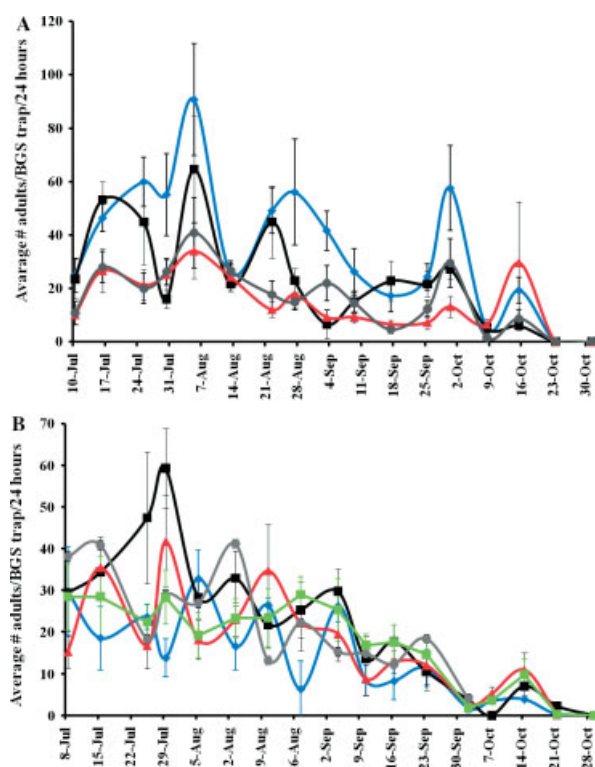 A
Avarage # adults/BGS trap/24 hours
120
100
80
60
40
20
0
10-Jul
17-Jul
24-Jul
31-Jul
7-Aug
14-Aug
21-Aug
28-Aug
4-Sep
11-Sep
18-Sep
25-Sep
2-Oct
9-Oct
16-Oct
23-Oct
30-Oct
B
Average # adults/BGS trap/24 hours
70
60
50
40
30
20
10
0
8-Jul
15-Jul
22-Jul
29-Jul
5-Aug
2-Aug
9-Aug
6-Aug
2-Sep
9-Sep
16-Sep
23-Sep
30-Sep
7-Oct
14-Oct
21-Oct
28-Oct